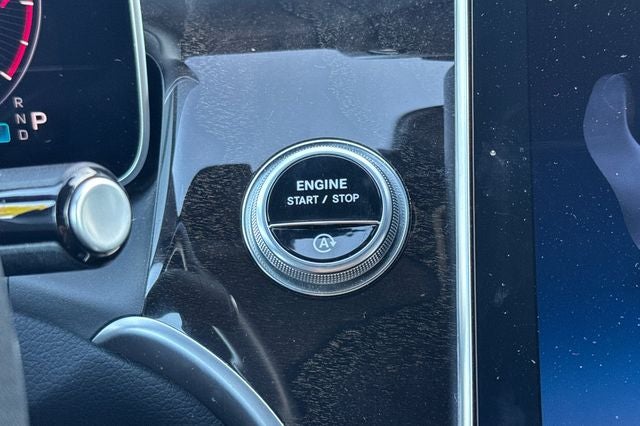 R
N P
D
ENGINE
START / STOP
A